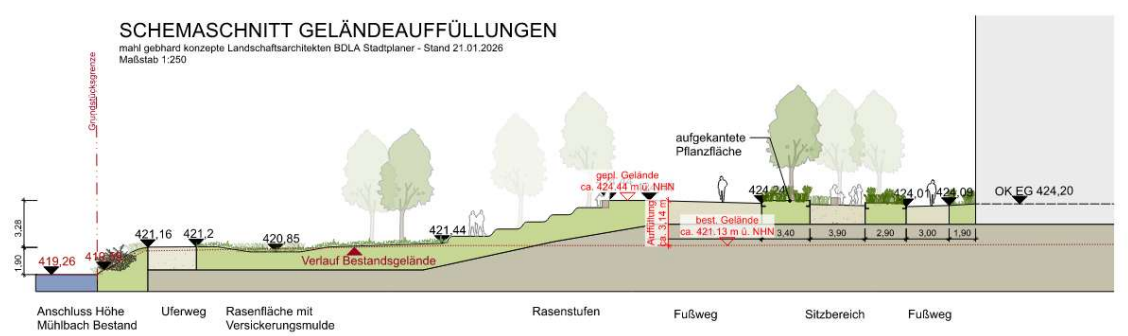 SCHEMASCHNITT GELÄNDEAUFFÜLLUNGEN
mahl gebhard konzepte Landschaftsarchitekten BDLA Stadtplaner - Stand 21.01.2026
Maßstab 1:250
Grundstücksgrenze
aufgekantete
Pflanzfläche
gepl. Gelände
ca. 424.44 m ü. NHN
424,01
424,09
OK EG 424,20
Auffüllung
ca. 3,14 m
best. Gelände
ca. 421.13 m ü. NHN
3,28
1,90
419,26
421,16
421,2
420,85
421,44
3,40
3,90
2,90
3,00
1,90
Verlauf Bestandsgelände
Anschluss Höhe
Mühlbach Bestand
Uferweg
Rasenfläche mit
Versickerungsmulde
Rasenstufen
Fußweg
Sitzbereich
Fußweg